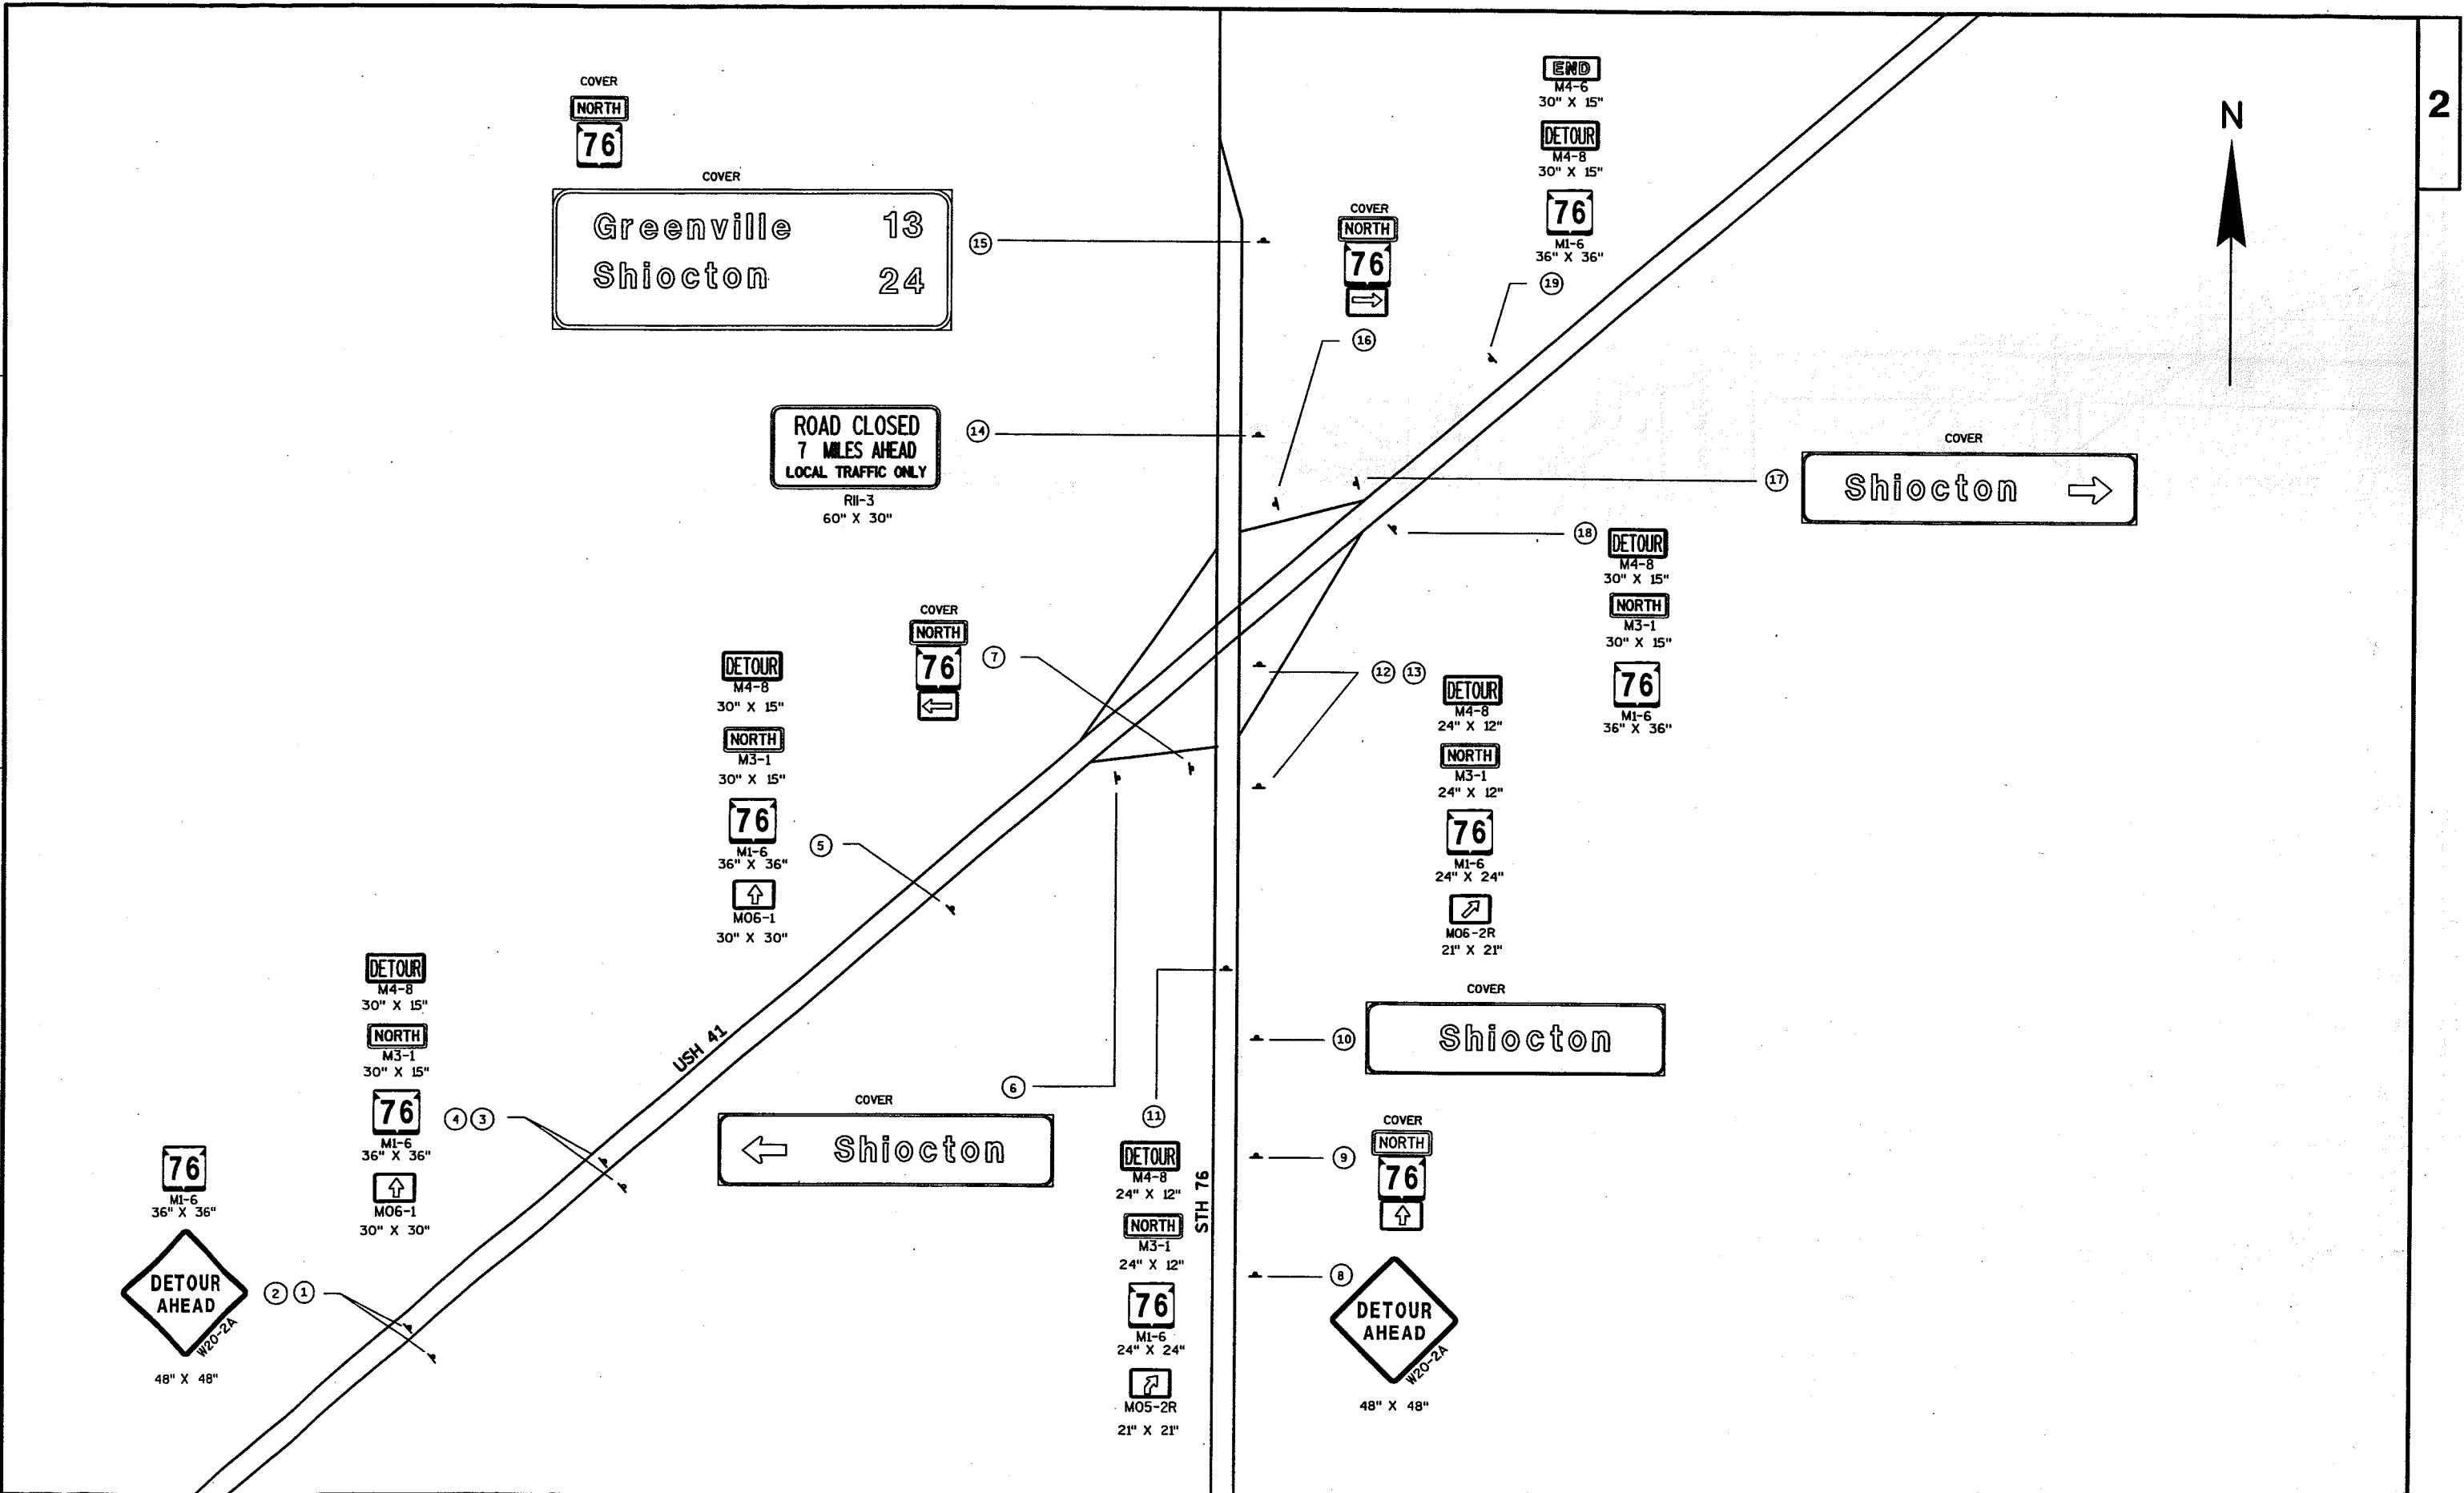 2
N
COVER
NORTH
76
COVER
Greenville 13
Shiocton 24
15
ROAD CLOSED
7 MILES AHEAD
LOCAL TRAFFIC ONLY
R11-3
60" X 30"
14
COVER
NORTH
76
16
END
M4-6
30" X 15"
DETOUR
M4-8
30" X 15"
76
M1-6
36" X 36"
19
COVER
Shiocton
17
18
DETOUR
M4-8
30" X 15"
NORTH
M3-1
30" X 15"
76
M1-6
36" X 36"
COVER
NORTH
76
7
12 13
DETOUR
M4-8
24" X 12"
NORTH
M3-1
24" X 12"
76
M1-6
24" X 24"
M06-2R
21" X 21"
DETOUR
M4-8
30" X 15"
NORTH
M3-1
30" X 15"
76
M1-6
36" X 36"
M06-1
30" X 30"
5
DETOUR
M4-8
30" X 15"
NORTH
M3-1
30" X 15"
76
M1-6
36" X 36"
M06-1
30" X 30"
4 3
USH 41
6
COVER
Shiocton
COVER
Shiocton
10
11
DETOUR
M4-8
24" X 12"
NORTH
M3-1
24" X 12"
76
M1-6
24" X 24"
M05-2R
21" X 21"
STH 76
9
COVER
NORTH
76
8
DETOUR
AHEAD
W20-2A
48" X 48"
76
M1-6
36" X 36"
DETOUR
AHEAD
W20-2A
48" X 48"
2 1